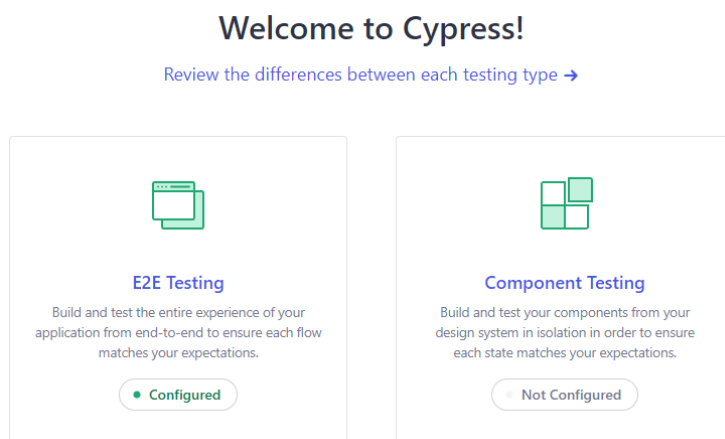 Welcome to Cypress!
Review the differences between each testing type →
E2E Testing
Build and test the entire experience of your
application from end-to-end to ensure each flow
matches your expectations.
Configured
Component Testing
Build and test your components from your
design system in isolation in order to ensure
each state matches your expectations.
Not Configured